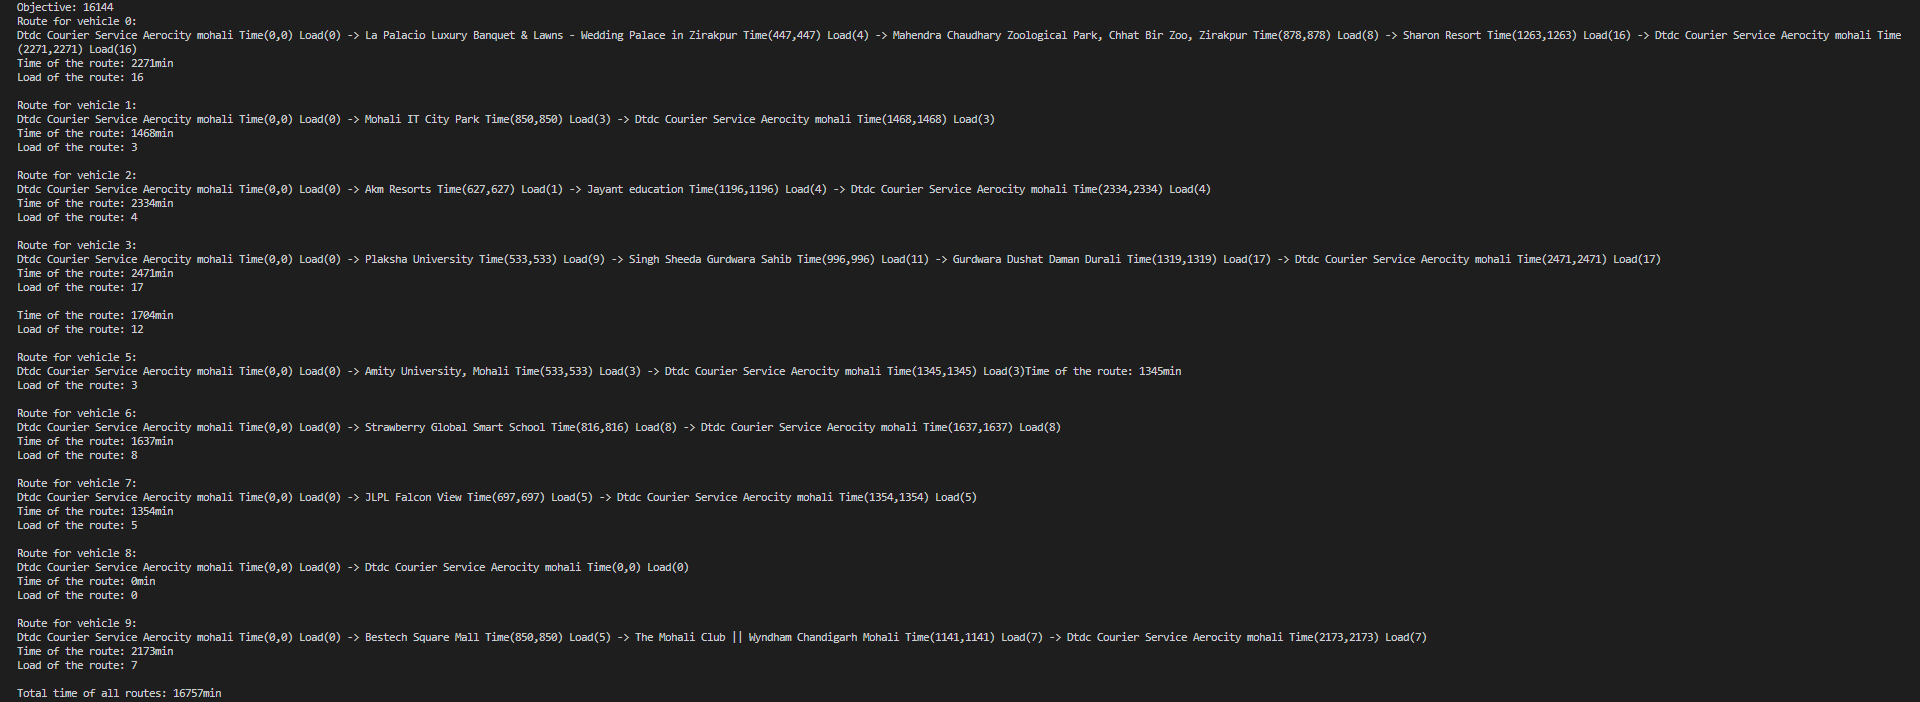 Objective: 16144
Route for vehicle 0:
Dtdc Courier Service Aerocity mohali Time(0,0) Load(0) -> La Palacio Luxury Banquet & Lawns - Wedding Palace in Zirakpur Time(447,447) Load(4) -> Mahendra Chaudhary Zoological Park, Chhat Bir Zoo, Zirakpur Time(878,878) Load(8) -> Sharon Resort Time(1263,1263) Load(16) -> Dtdc Courier Service Aerocity mohali Time
(2271,2271) Load(16)
Time of the route: 2271min
Load of the route: 16
Route for vehicle 1:
Dtdc Courier Service Aerocity mohali Time(0,0) Load(0) -> Mohali IT City Park Time(850,850) Load(3) -> Dtdc Courier Service Aerocity mohali Time(1468,1468) Load(3)
Time of the route: 1468min
Load of the route: 3
Route for vehicle 2:
Dtdc Courier Service Aerocity mohali Time(0,0) Load(0) -> Akm Resorts Time(627,627) Load(1) -> Jayant education Time(1196,1196) Load(4) -> Dtdc Courier Service Aerocity mohali Time(2334,2334) Load(4)
Time of the route: 2334min
Load of the route: 4
Route for vehicle 3:
Dtdc Courier Service Aerocity mohali Time(0,0) Load(0) -> Plaksha University Time(533,533) Load(9) -> Singh Sheeda Gurdwara Sahib Time(996,996) Load(11) -> Gurdwara Dushat Daman Durali Time(1319,1319) Load(17) -> Dtdc Courier Service Aerocity mohali Time(2471,2471) Load(17)
Time of the route: 2471min
Load of the route: 17
Time of the route: 1704min
Load of the route: 12
Route for vehicle 5:
Dtdc Courier Service Aerocity mohali Time(0,0) Load(0) -> Amity University, Mohali Time(533,533) Load(3) -> Dtdc Courier Service Aerocity mohali Time(1345,1345) Load(3)Time of the route: 1345min
Load of the route: 3
Route for vehicle 6:
Dtdc Courier Service Aerocity mohali Time(0,0) Load(0) -> Strawberry Global Smart School Time(816,816) Load(8) -> Dtdc Courier Service Aerocity mohali Time(1637,1637) Load(8)
Time of the route: 1637min
Load of the route: 8
Route for vehicle 7:
Dtdc Courier Service Aerocity mohali Time(0,0) Load(0) -> JLPL Falcon View Time(697,697) Load(5) -> Dtdc Courier Service Aerocity mohali Time(1354,1354) Load(5)
Time of the route: 1354min
Load of the route: 5
Route for vehicle 8:
Dtdc Courier Service Aerocity mohali Time(0,0) Load(0) -> Dtdc Courier Service Aerocity mohali Time(0,0) Load(0)
Time of the route: 0min
Load of the route: 0
Route for vehicle 9:
Dtdc Courier Service Aerocity mohali Time(0,0) Load(0) -> Bestech Square Mall Time(850,850) Load(5) -> The Mohali Club || Wyndham Chandigarh Mohali Time(1141,1141) Load(7) -> Dtdc Courier Service Aerocity mohali Time(2173,2173) Load(7)
Time of the route: 2173min
Load of the route: 7
Total time of all routes: 16757min